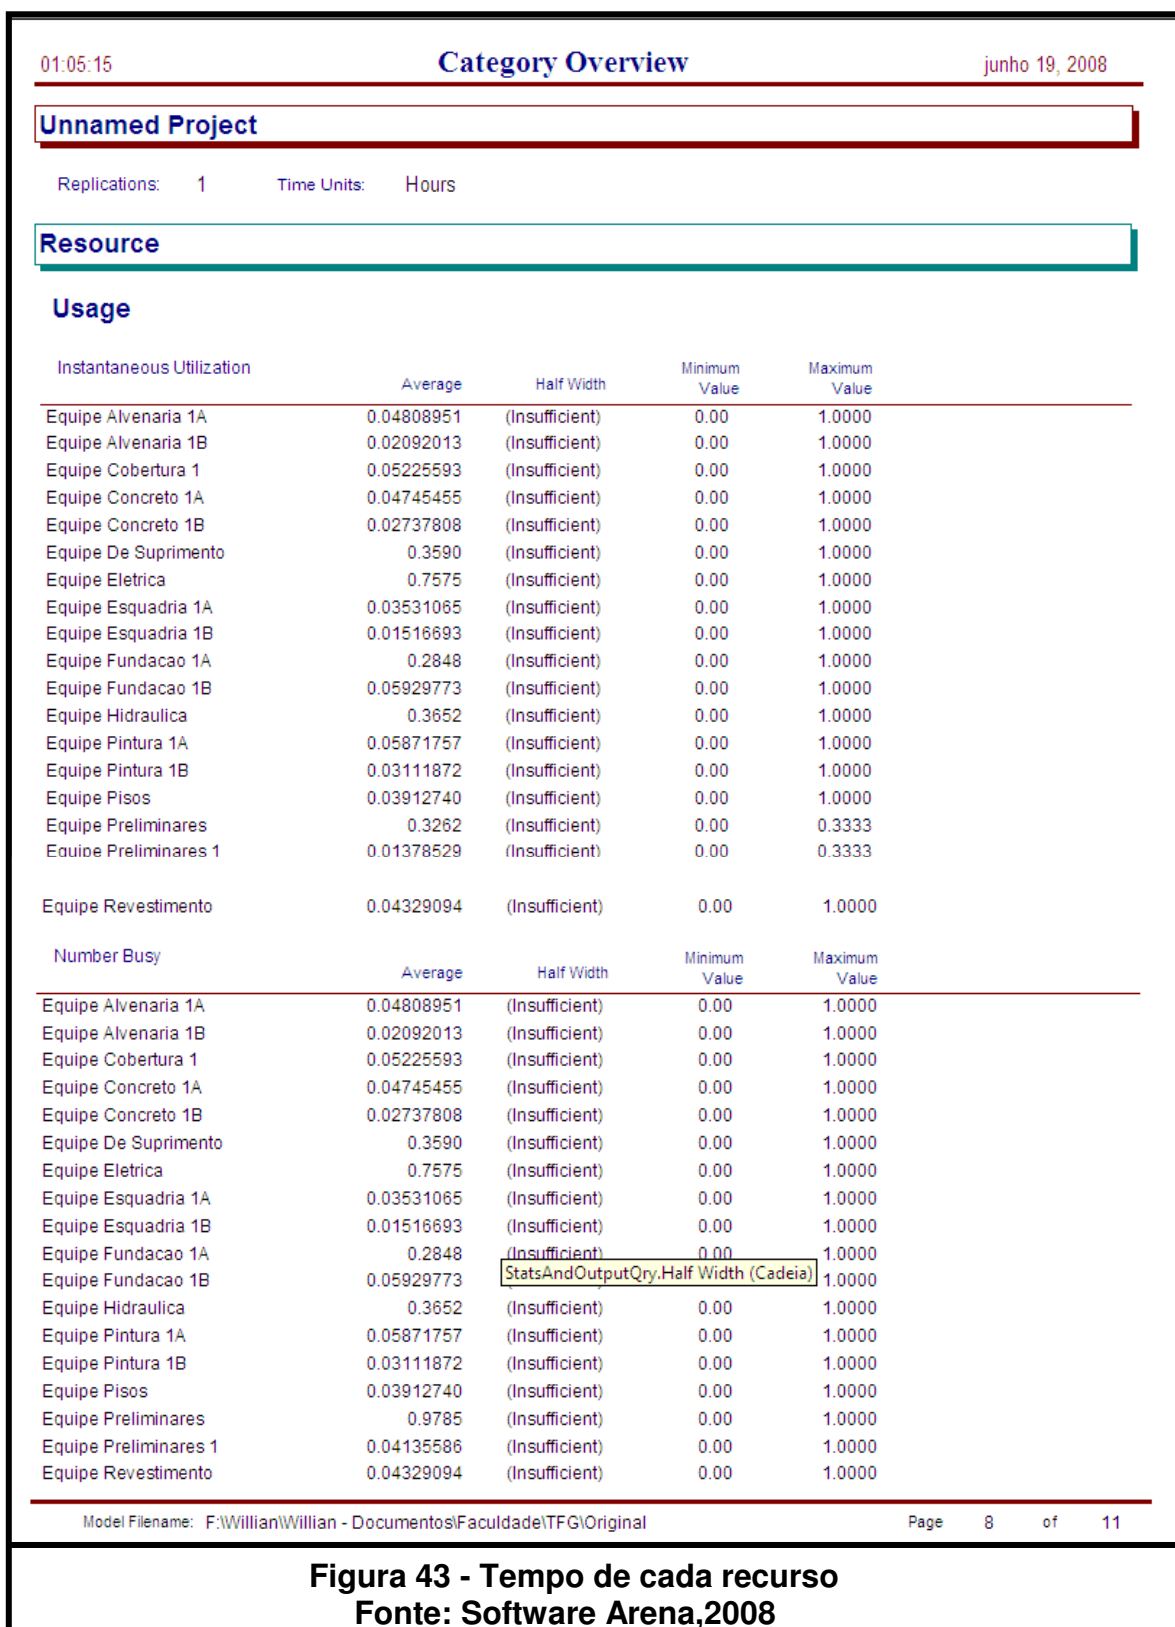 01:05:15 Category Overview junho 19, 2008
Unnamed Project
Replications: 1 Time Units: Hours
Resource
Usage
Instantaneous Utilization Average Half Width Minimum Value Maximum Value
Equipe Alvenaria 1A 0.04808951 (Insufficient) 0.00 1.0000
Equipe Alvenaria 1B 0.02092013 (Insufficient) 0.00 1.0000
Equipe Cobertura 1 0.05225593 (Insufficient) 0.00 1.0000
Equipe Concreto 1A 0.04745455 (Insufficient) 0.00 1.0000
Equipe Concreto 1B 0.02737808 (Insufficient) 0.00 1.0000
Equipe De Suprimento 0.3590 (Insufficient) 0.00 1.0000
Equipe Eletrica 0.7575 (Insufficient) 0.00 1.0000
Equipe Esquadria 1A 0.03531065 (Insufficient) 0.00 1.0000
Equipe Esquadria 1B 0.01516693 (Insufficient) 0.00 1.0000
Equipe Fundacao 1A 0.2848 (Insufficient) 0.00 1.0000
Equipe Fundacao 1B 0.05929773 (Insufficient) 0.00 1.0000
Equipe Hidraulica 0.3652 (Insufficient) 0.00 1.0000
Equipe Pintura 1A 0.05871757 (Insufficient) 0.00 1.0000
Equipe Pintura 1B 0.03111872 (Insufficient) 0.00 1.0000
Equipe Pisos 0.03912740 (Insufficient) 0.00 1.0000
Equipe Preliminares 0.3262 (Insufficient) 0.00 0.3333
Equipe Preliminares 1 0.01378529 (Insufficient) 0.00 0.3333
Equipe Revestimento 0.04329094 (Insufficient) 0.00 1.0000
Number Busy Average Half Width Minimum Value Maximum Value
Equipe Alvenaria 1A 0.04808951 (Insufficient) 0.00 1.0000
Equipe Alvenaria 1B 0.02092013 (Insufficient) 0.00 1.0000
Equipe Cobertura 1 0.05225593 (Insufficient) 0.00 1.0000
Equipe Concreto 1A 0.04745455 (Insufficient) 0.00 1.0000
Equipe Concreto 1B 0.02737808 (Insufficient) 0.00 1.0000
Equipe De Suprimento 0.3590 (Insufficient) 0.00 1.0000
Equipe Eletrica 0.7575 (Insufficient) 0.00 1.0000
Equipe Esquadria 1A 0.03531065 (Insufficient) 0.00 1.0000
Equipe Esquadria 1B 0.01516693 (Insufficient) 0.00 1.0000
Equipe Fundacao 1A 0.2848 (Insufficient) 0.00 1.0000
Equipe Fundacao 1B 0.05929773 StatsAndOutputQry.Half Width (Cadeia) 1.0000
Equipe Hidraulica 0.3652 (Insufficient) 0.00 1.0000
Equipe Pintura 1A 0.05871757 (Insufficient) 0.00 1.0000
Equipe Pintura 1B 0.03111872 (Insufficient) 0.00 1.0000
Equipe Pisos 0.03912740 (Insufficient) 0.00 1.0000
Equipe Preliminares 0.9785 (Insufficient) 0.00 1.0000
Equipe Preliminares 1 0.04135586 (Insufficient) 0.00 1.0000
Equipe Revestimento 0.04329094 (Insufficient) 0.00 1.0000
Model Filename: F:\Willian\Willian - Documentos\Faculdade\TFG\Original Page 8 of 11
Figura 43 - Tempo de cada recurso
Fonte: Software Arena,2008